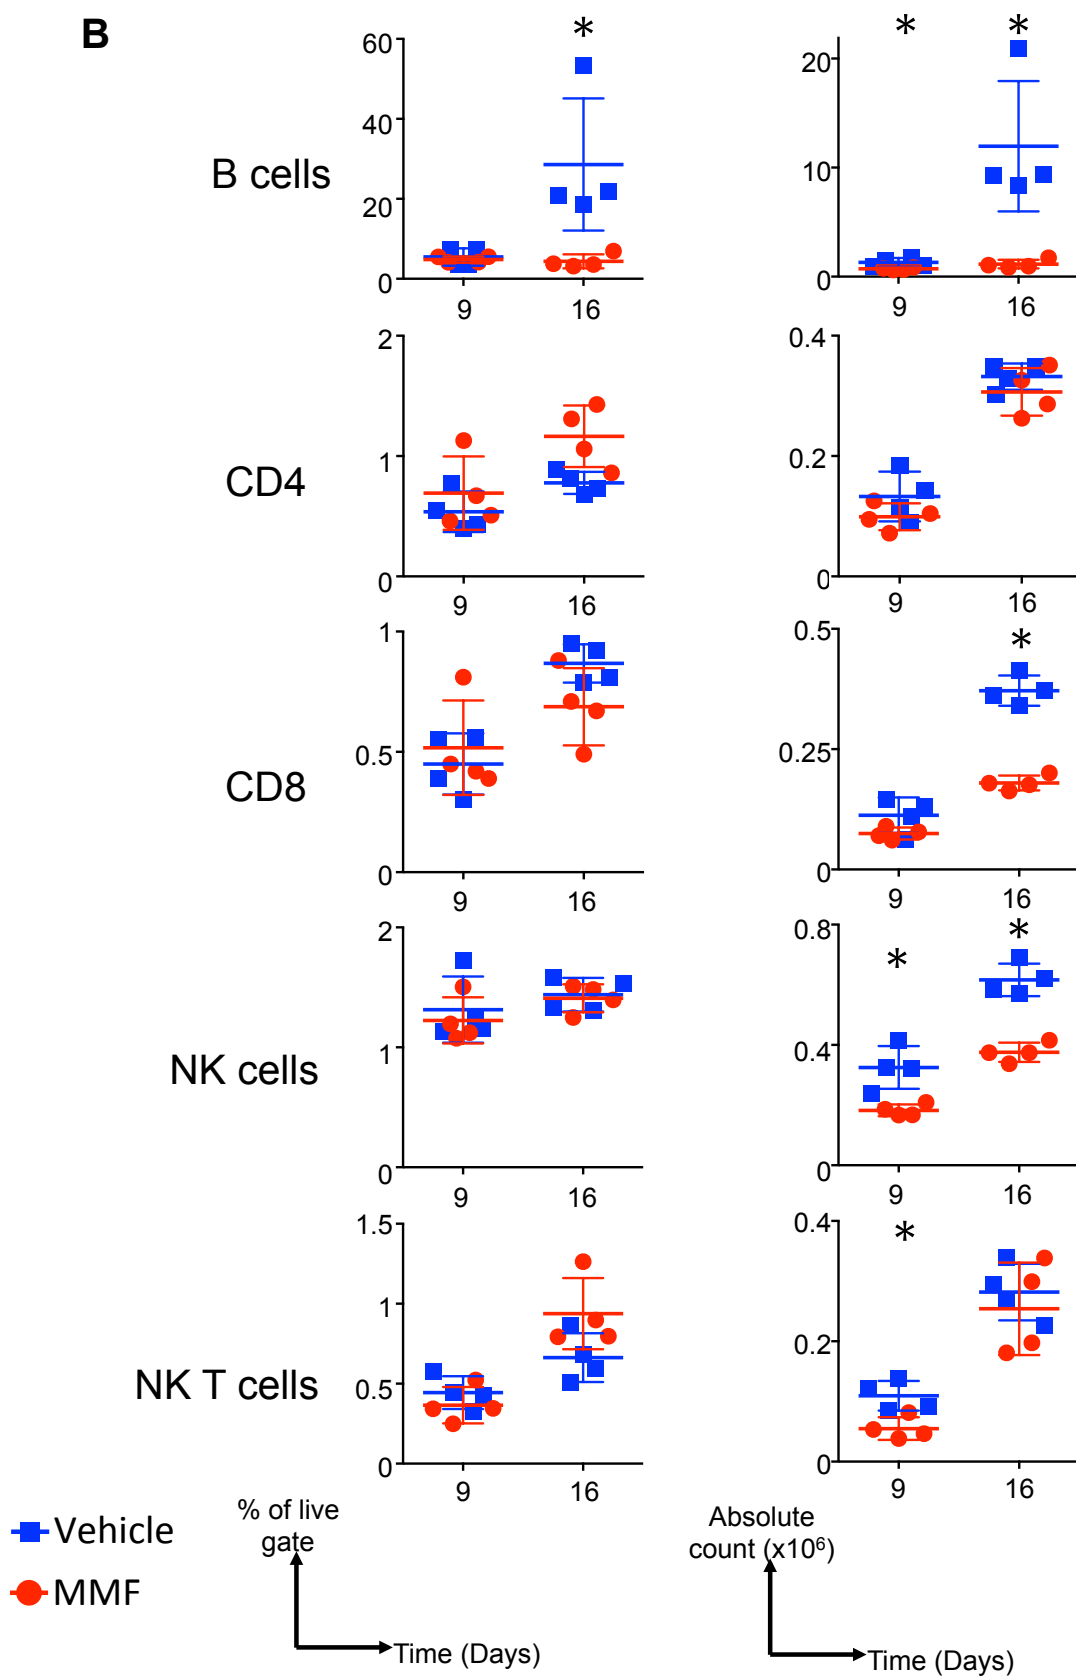 B
* * *
60 20
40
20 10
0 0
B cells
9 16 9 16
2 0.4
1 0.2
0 0
CD4
9 16 9 16
1 0.5
*
0.5 0.25
0 0
CD8
9 16 9 16
2 0.8
* *
1 0.4
0 0
NK cells
9 16 9 16
1.5 0.4
*
1 0.2
0.5
0 0
NK T cells
9 16 9 16
% of live
gate
Absolute
count (x10⁶)
Vehicle
MMF
Time (Days) Time (Days)